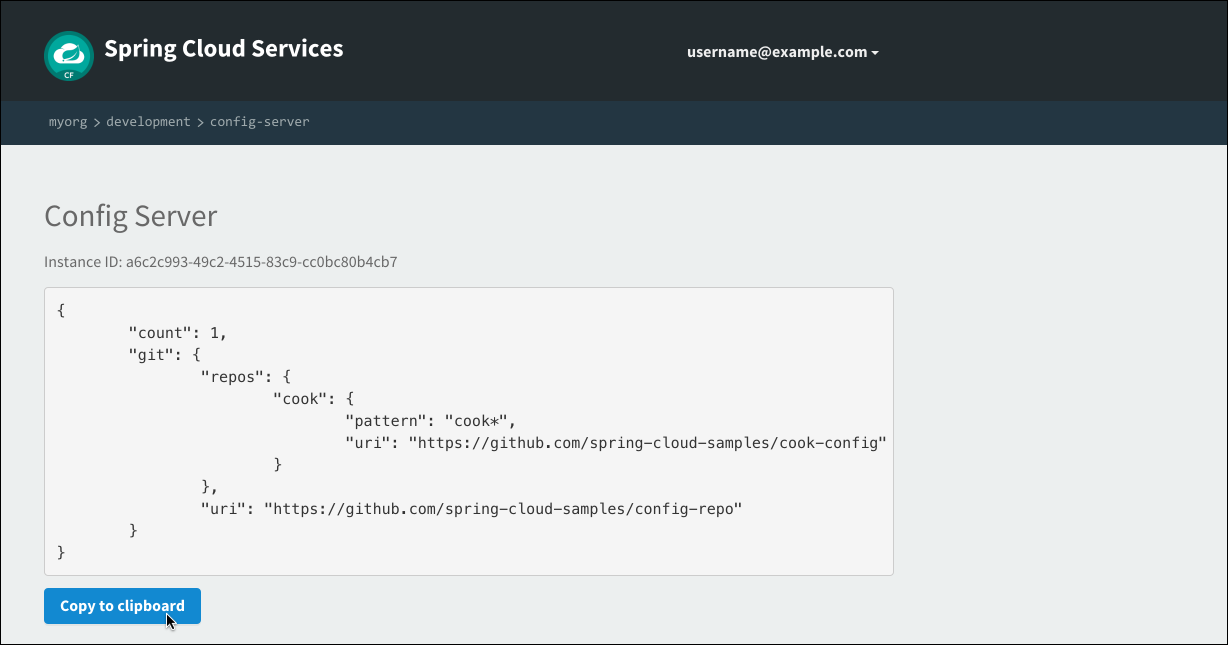 Spring Cloud Services
CF
username@example.com
myorg > development > config-server
Config Server
Instance ID: a6c2c993-49c2-4515-83c9-cc0bc80b4cb7
{
        "count": 1,
        "git": {
                "repos": {
                        "cook": {
                                "pattern": "cook*",
                                "uri": "https://github.com/spring-cloud-samples/cook-config"
                        }
                },
                "uri": "https://github.com/spring-cloud-samples/config-repo"
        }
}
Copy to clipboard